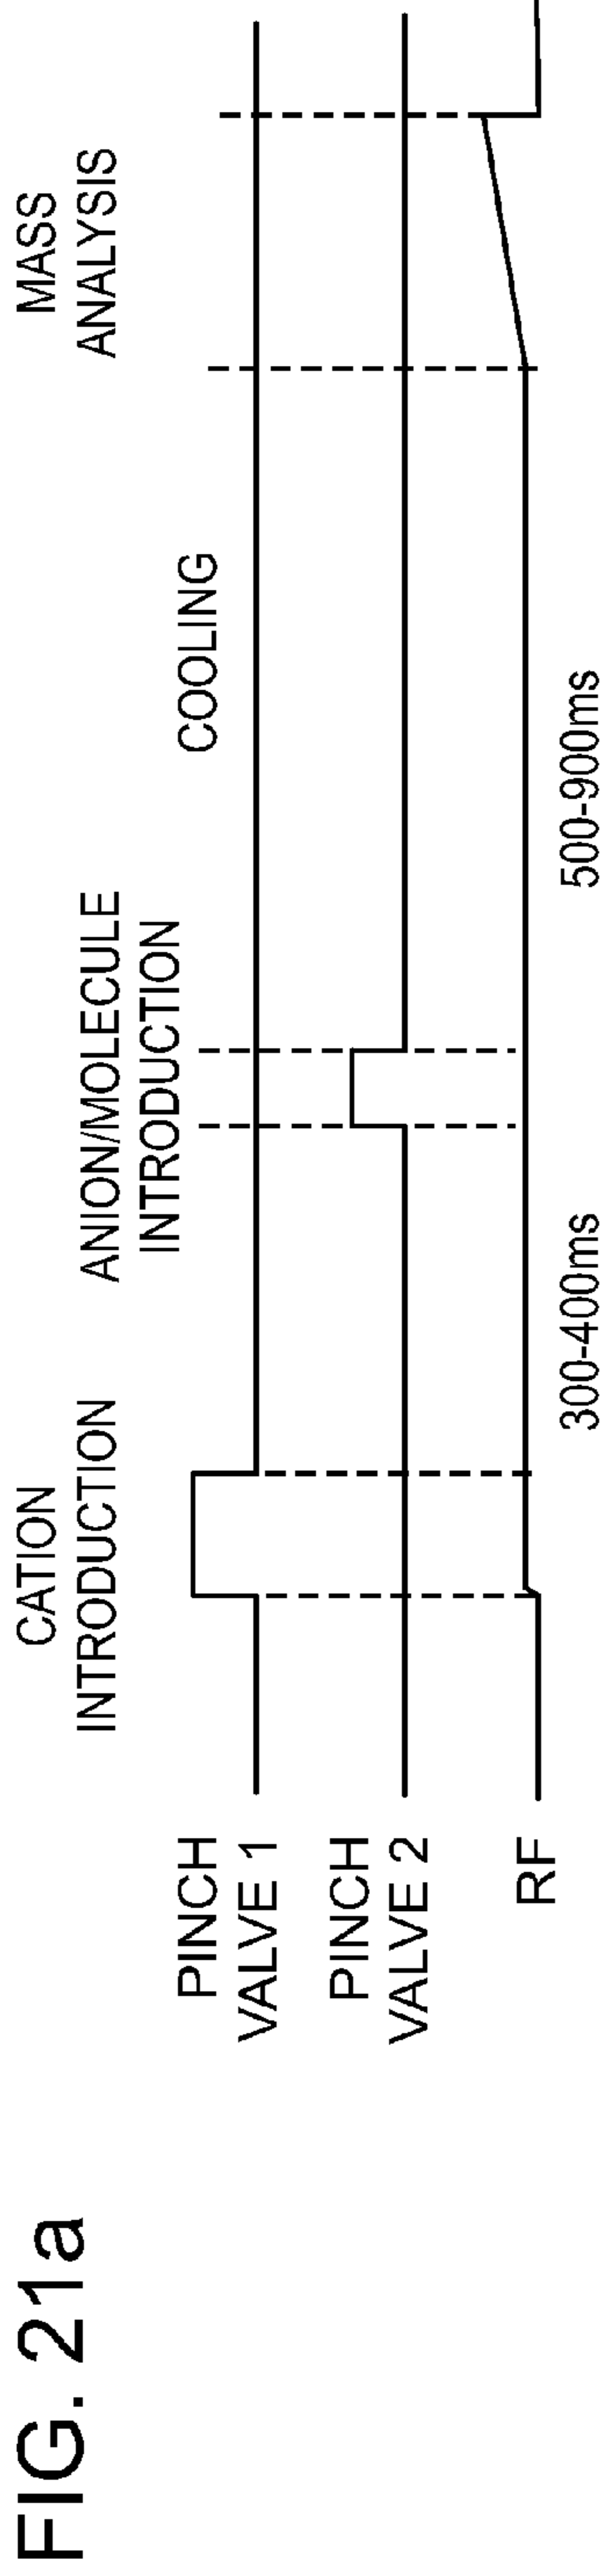 FIG. 21a
CATION
INTRODUCTION
ANION/MOLECULE
INTRODUCTION
COOLING
MASS
ANALYSIS
PINCH
VALVE 1
PINCH
VALVE 2
RF
300-400ms
500-900ms